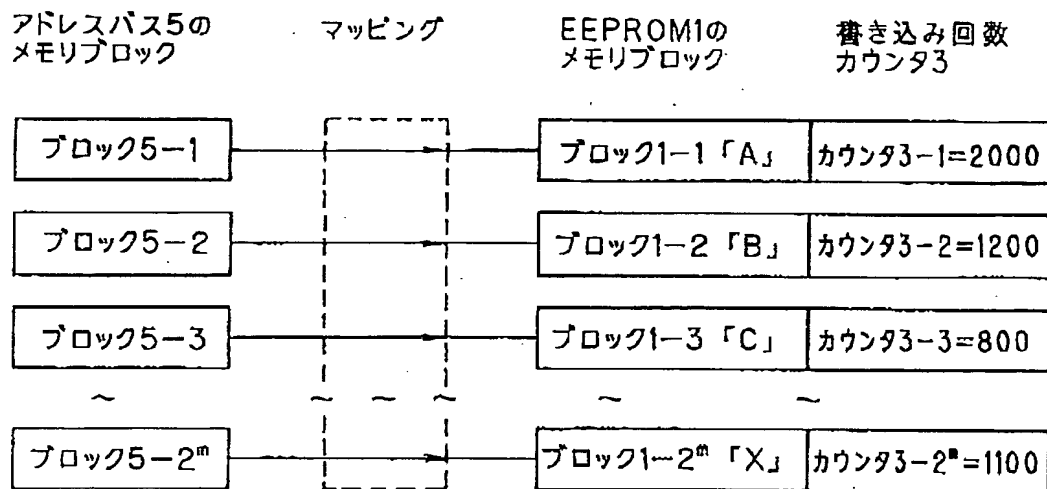 アドレスバス5の
メモリブロック
マッピング
EEPROM1の
メモリブロック
書き込み回数
カウンタ3
ブロック5-1
ブロック1-1「A」
カウンタ3-1=2000
ブロック5-2
ブロック1-2「B」
カウンタ3-2=1200
ブロック5-3
ブロック1-3「C」
カウンタ3-3=800
~ ~ ~ ~ ~ ~
ブロック5-2ᵐ
ブロック1-2ᵐ「X」
カウンタ3-2ᵐ=1100